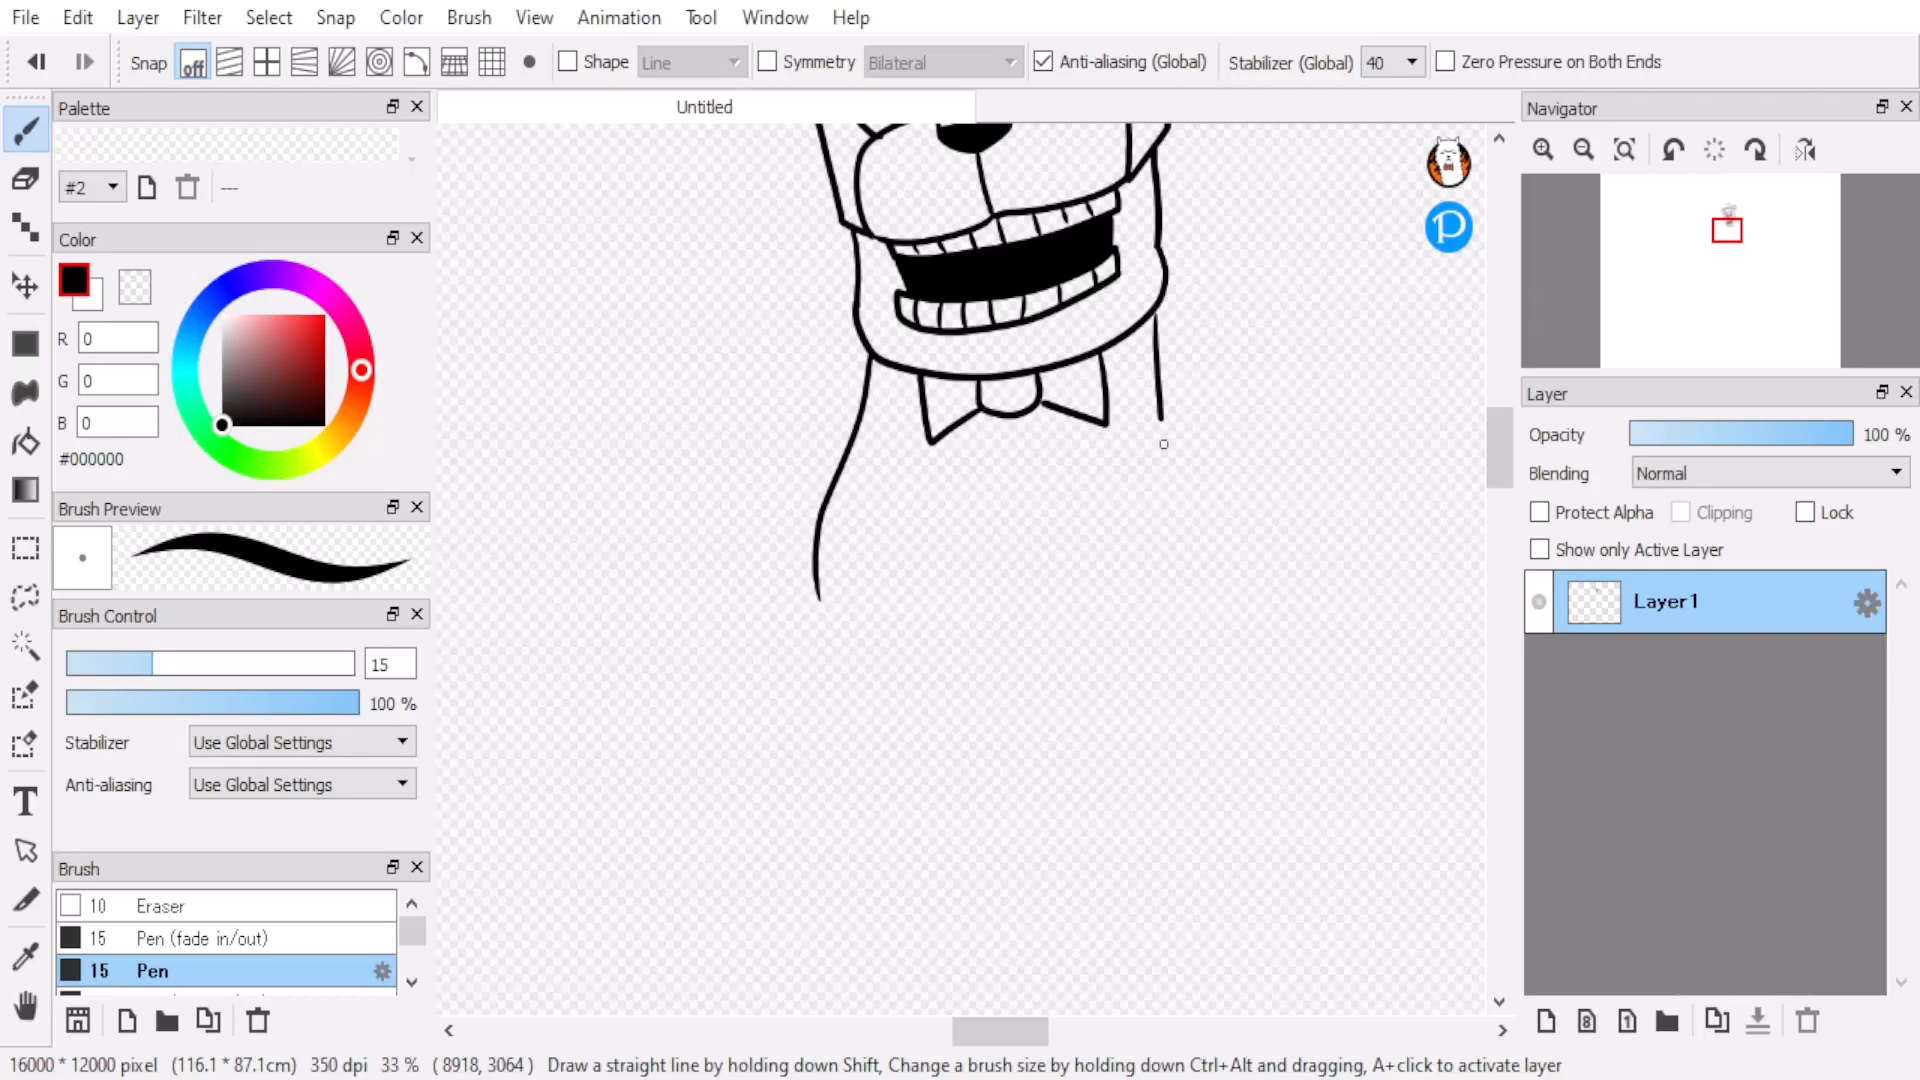 File Edit Layer Filter Select Snap Color Brush View Animation Tool Window Help
Snap off Shape Line Symmetry Bilateral Anti-aliasing (Global) Stabilizer (Global) 40 Zero Pressure on Both Ends
Palette
#2 ---
Color
R 0
G 0
B 0
#000000
Brush Preview
Brush Control
15
100 %
Stabilizer Use Global Settings
Anti-aliasing Use Global Settings
Brush
10 Eraser
15 Pen (fade in/out)
15 Pen
Untitled
P
Navigator
Layer
Opacity 100 %
Blending Normal
Protect Alpha Clipping Lock
Show only Active Layer
Layer1
T
8
1
16000 * 12000 pixel (116.1 * 87.1cm) 350 dpi 33 % ( 8918, 3064 ) Draw a straight line by holding down Shift, Change a brush size by holding down Ctrl+Alt and dragging, A+click to activate layer